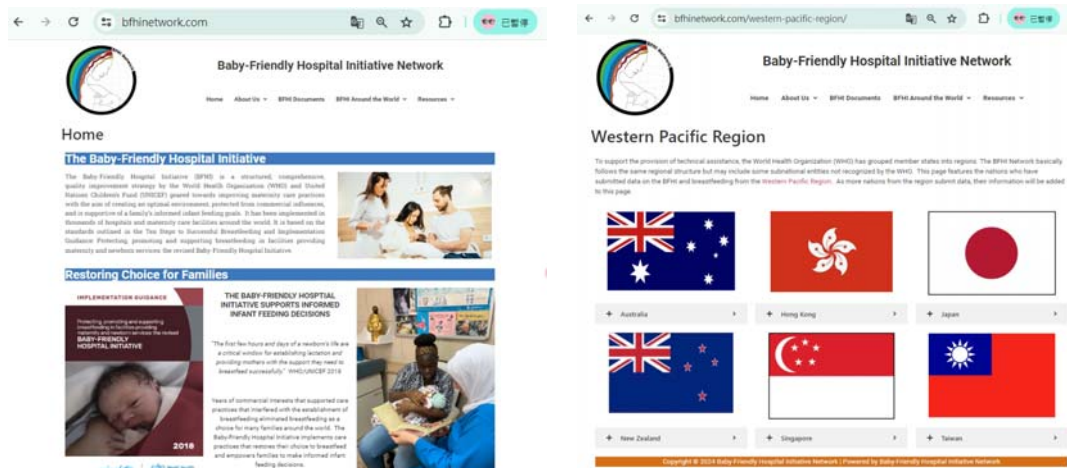 bfhinetwork.com
已暫停
Baby-Friendly Hospital Initiative Network
Home About Us BFHI Documents BFHI Around the World Resources
Home
The Baby-Friendly Hospital Initiative
The Baby-Friendly Hospital Initiative (BFHI) is a structured, comprehensive,
quality improvement strategy by the World Health Organization (WHO) and United
Nations Children's Fund (UNICEF) geared towards improving maternity care practices
with the aim of creating an optimal environment, protected from commercial influences,
and is supportive of a family's informed infant feeding goals. It has been implemented in
thousands of hospitals and maternity care facilities around the world. It is based on the
standards outlined in the Ten Steps to Successful Breastfeeding and Implementation
Guidance Protecting, promoting and supporting breastfeeding in facilities providing
maternity and newborn services: the revised Baby-Friendly Hospital Initiative
Restoring Choice for Families
IMPLEMENTATION GUIDANCE
Protecting, promoting and supporting
breastfeeding in facilities providing
maternity and newborn services: the revised
BABY-FRIENDLY
HOSPITAL INITIATIVE
2018
THE BABY-FRIENDLY HOSPTIAL
INITIATIVE SUPPORTS INFORMED
INFANT FEEDING DECISIONS
"The first few hours and days of a newborn's life are
a critical window for establishing lactation and
providing mothers with the support they need to
breastfeed successfully." WHO/UNICEF 2018
Years of commercial interests that supported care
practices that interfered with the establishment of
breastfeeding eliminated breastfeeding as a
choice for many families around the world. The
Baby-Friendly Hospital Initiative implements care
practices that restores their choice to breastfeed
and empowers families to make informed infant
feeding decisions.
bfhinetwork.com/western-pacific-region/
已暫停
Baby-Friendly Hospital Initiative Network
Home About Us BFHI Documents BFHI Around the World Resources
Western Pacific Region
To support the provision of technical assistance, the World Health Organization (WHO) has grouped member states into regions. The BFHI Network basically
follows the same regional structure but may include some subnational entities not recognized by the WHO. This page features the nations who have
submitted data on the BFHI and breastfeeding from the Western Pacific Region. As more nations from the region submit data, their information will be added
to this page
+ Australia
+ Hong Kong
+ Japan
+ New Zealand
+ Singapore
+ Taiwan
Copyright © 2024 Baby-Friendly Hospital Initiative Network | Powered by Baby-Friendly Hospital Initiative Network